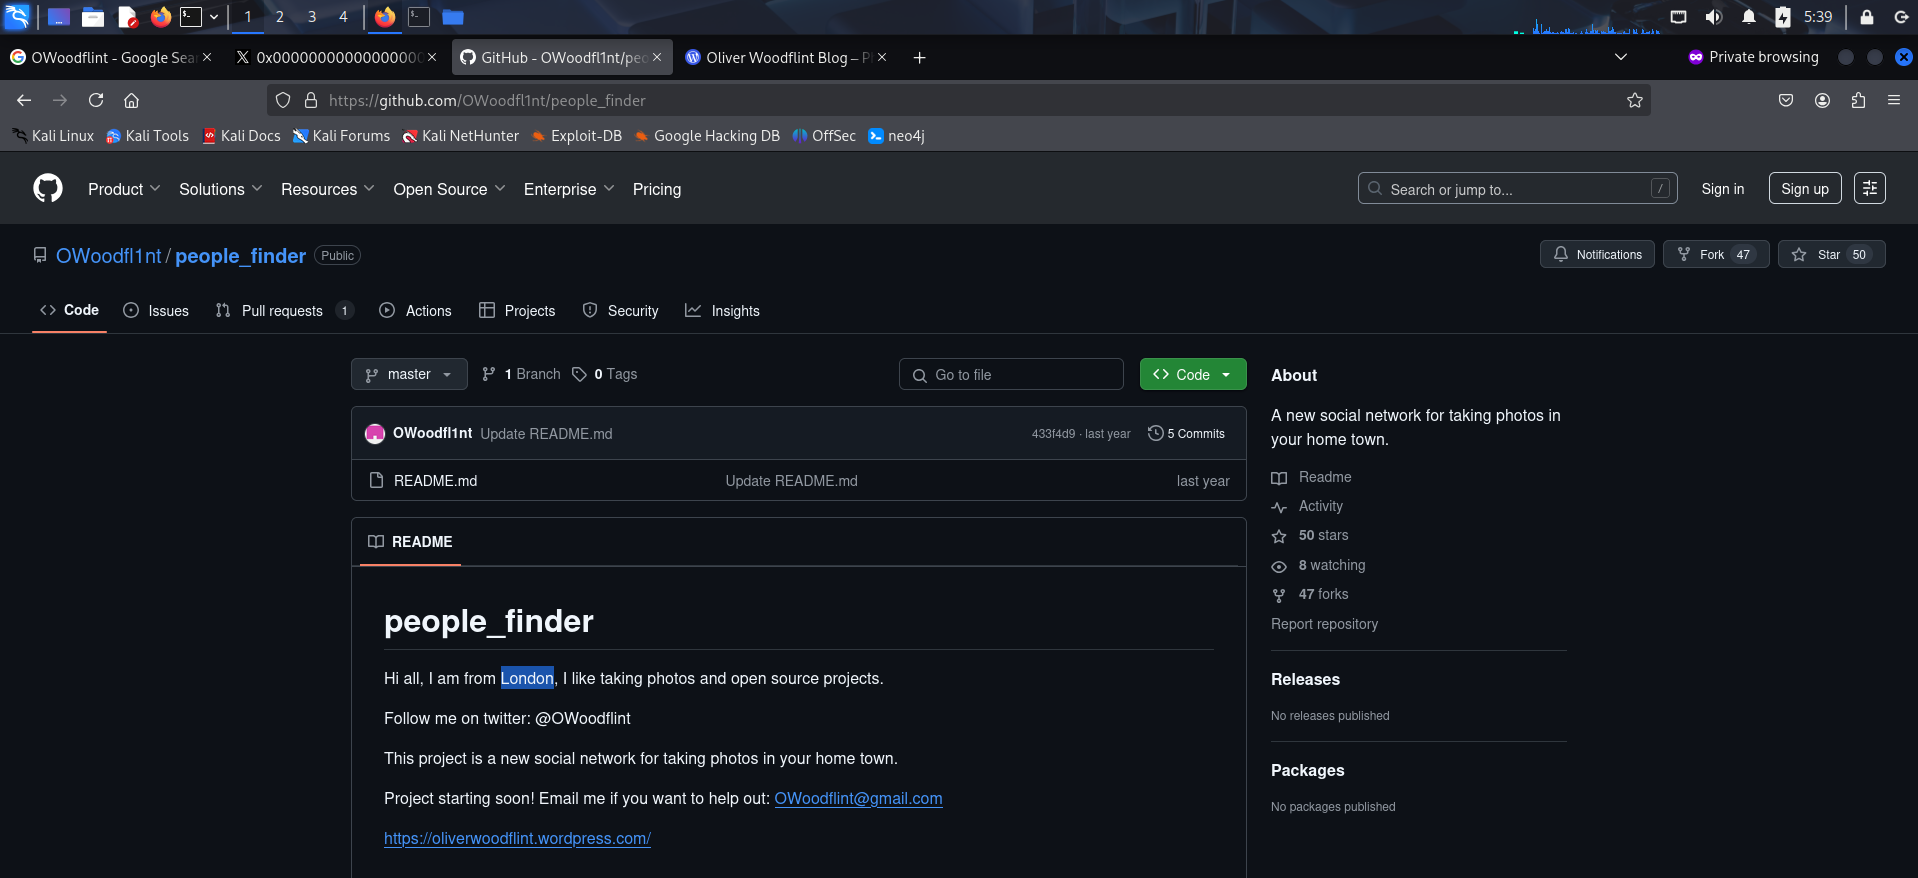 1 2 3 4 5:39
OWoodflint - Google Sea
0x0000000000000000
GitHub - OWoodfl1nt/peo
Oliver Woodflint Blog –
Private browsing
https://github.com/OWoodfl1nt/people_finder
Kali Linux Kali Tools Kali Docs Kali Forums Kali NetHunter Exploit-DB Google Hacking DB OffSec neo4j
Product Solutions Resources Open Source Enterprise Pricing
Search or jump to... /
Sign in Sign up
OWoodfl1nt / people_finder Public
Notifications Fork 47 Star 50
Code Issues Pull requests 1 Actions Projects Security Insights
master 1 Branch 0 Tags
Go to file
Code
OWoodfl1nt Update README.md 433f4d9 · last year 5 Commits
README.md Update README.md last year
README
people_finder
Hi all, I am from London, I like taking photos and open source projects.
Follow me on twitter: @OWoodflint
This project is a new social network for taking photos in your home town.
Project starting soon! Email me if you want to help out: OWoodflint@gmail.com
https://oliverwoodflint.wordpress.com/
About
A new social network for taking photos in
your home town.
Readme
Activity
50 stars
8 watching
47 forks
Report repository
Releases
No releases published
Packages
No packages published